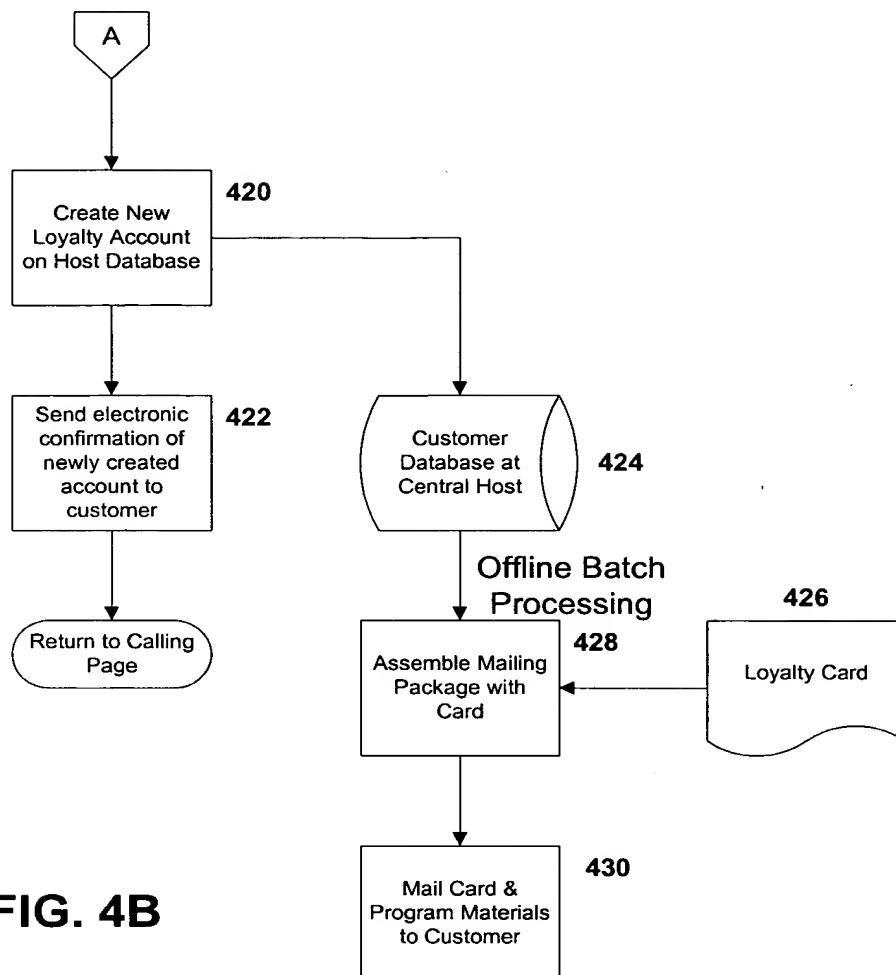 A
420
Create New
Loyalty Account
on Host Database
Send electronic
confirmation of
newly created
account to
customer
422
Customer
Database at
Central Host
424
Offline Batch
Processing
426
428
Return to Calling
Page
Assemble Mailing
Package with
Card
Loyalty Card
430
Mail Card &
Program Materials
to Customer
FIG. 4B